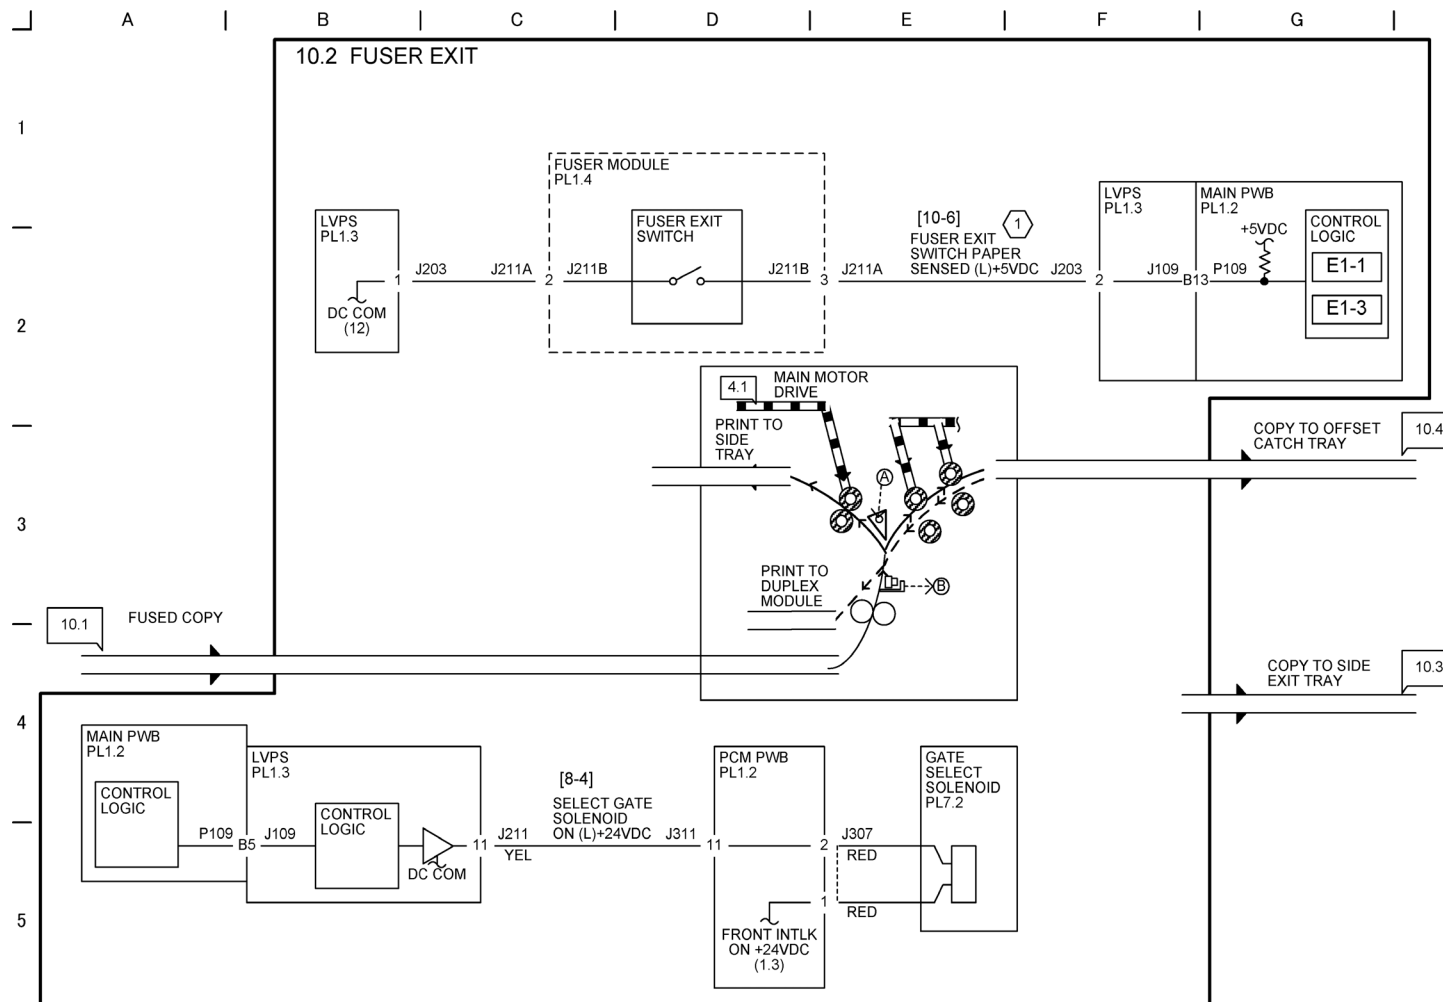 A B C D E F G
10.2 FUSER EXIT
1
FUSER MODULE
PL1.4
LVPS
PL1.3
MAIN PWB
PL1.2
LVPS
PL1.3
FUSER EXIT
SWITCH
[10-6]
1
FUSER EXIT
SWITCH PAPER
SENSED (L)+5VDC
+5VDC
CONTROL
LOGIC
E1-1
E1-3
1 J203 J211A 2 J211B J211B 3 J211A J203 2 J109 B13 P109
DC COM
(12)
2
4.1
MAIN MOTOR
DRIVE
PRINT TO
SIDE
TRAY
COPY TO OFFSET
CATCH TRAY
10.4
A
3
B
PRINT TO
DUPLEX
MODULE
10.1
FUSED COPY
COPY TO SIDE
EXIT TRAY
10.3
4
MAIN PWB
PL1.2
LVPS
PL1.3
PCM PWB
PL1.2
GATE
SELECT
SOLENOID
PL7.2
[8-4]
CONTROL
LOGIC
CONTROL
LOGIC
SELECT GATE
SOLENOID
ON (L)+24VDC
P109 B5 J109
11 J211
YEL
J311 11
2 J307
RED
DC COM
1
RED
5
FRONT INTLK
ON +24VDC
(1.3)